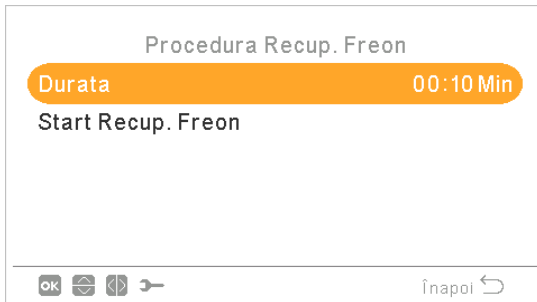 Procedura Recup. Freon
Durata 00:10 Min
Start Recup. Freon
OK înapoi